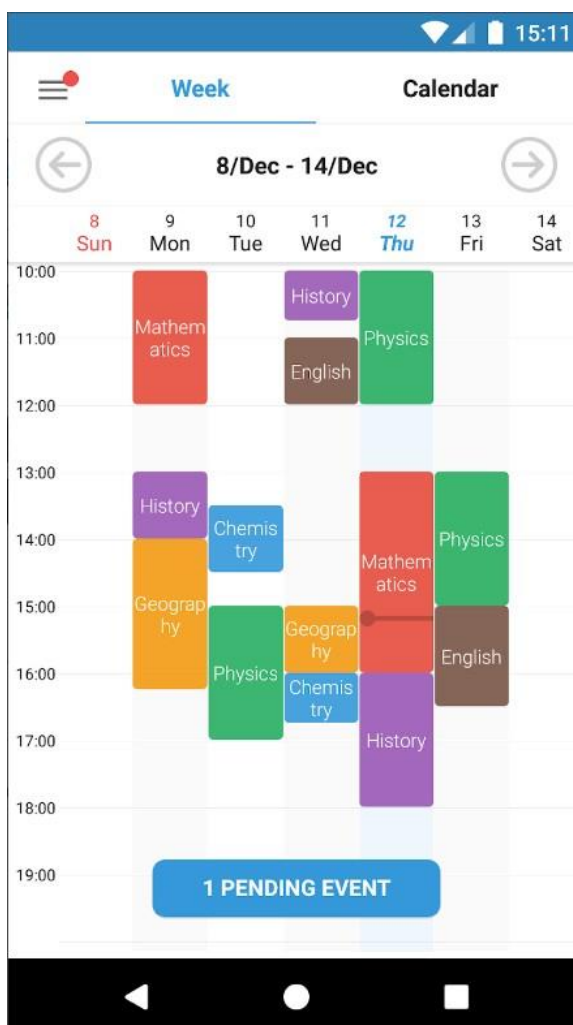 15:11
Week Calendar
8/Dec - 14/Dec
8 9 10 11 12 13 14
Sun Mon Tue Wed Thu Fri Sat
10:00
History
Mathem
atics
11:00
Physics
English
12:00
13:00
History
Chemis
try
14:00
Physics
Mathem
atics
15:00
Geograp
hy
Geograp
hy
English
16:00
Physics
Chemis
try
17:00
History
18:00
19:00
1 PENDING EVENT